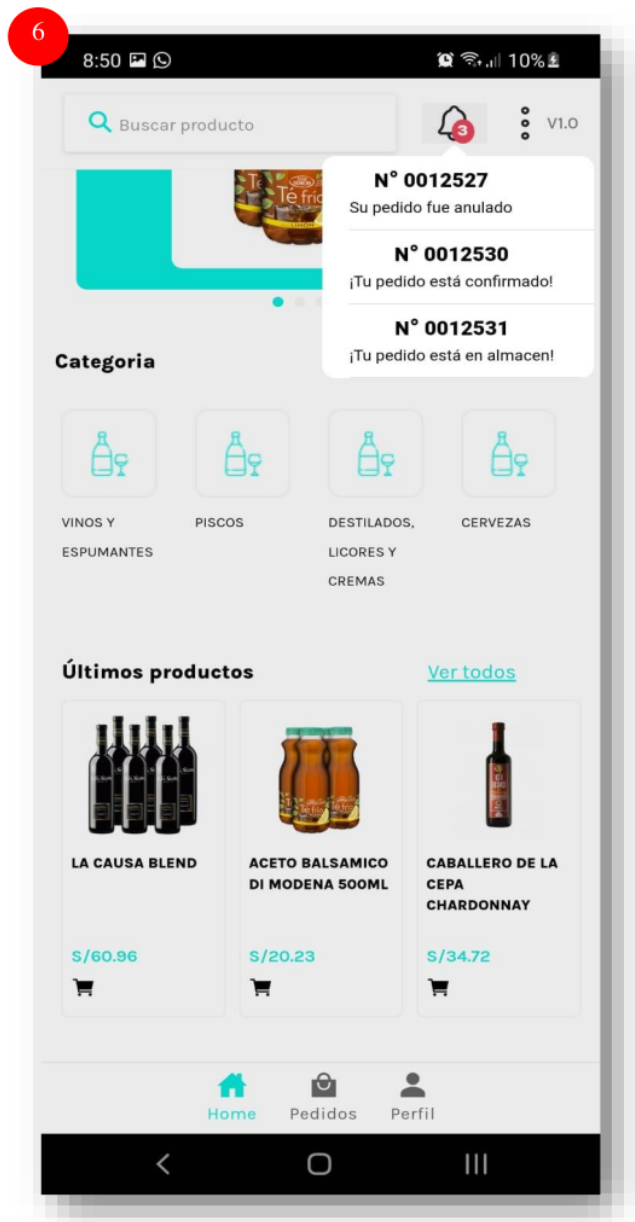 6
8:50
10%
Buscar producto
3
V1.0
N° 0012527
Su pedido fue anulado
N° 0012530
¡Tu pedido está confirmado!
N° 0012531
¡Tu pedido está en almacen!
Té frío
LIMÓN
Categoria
VINOS Y
ESPUMANTES
PISCOS
DESTILADOS,
LICORES Y
CREMAS
CERVEZAS
Últimos productos
Ver todos
LA CAUSA BLEND
ACETO BALSAMICO
DI MODENA 500ML
CABALLERO DE LA
CEPA
CHARDONNAY
S/60.96
S/20.23
S/34.72
Home
Pedidos
Perfil